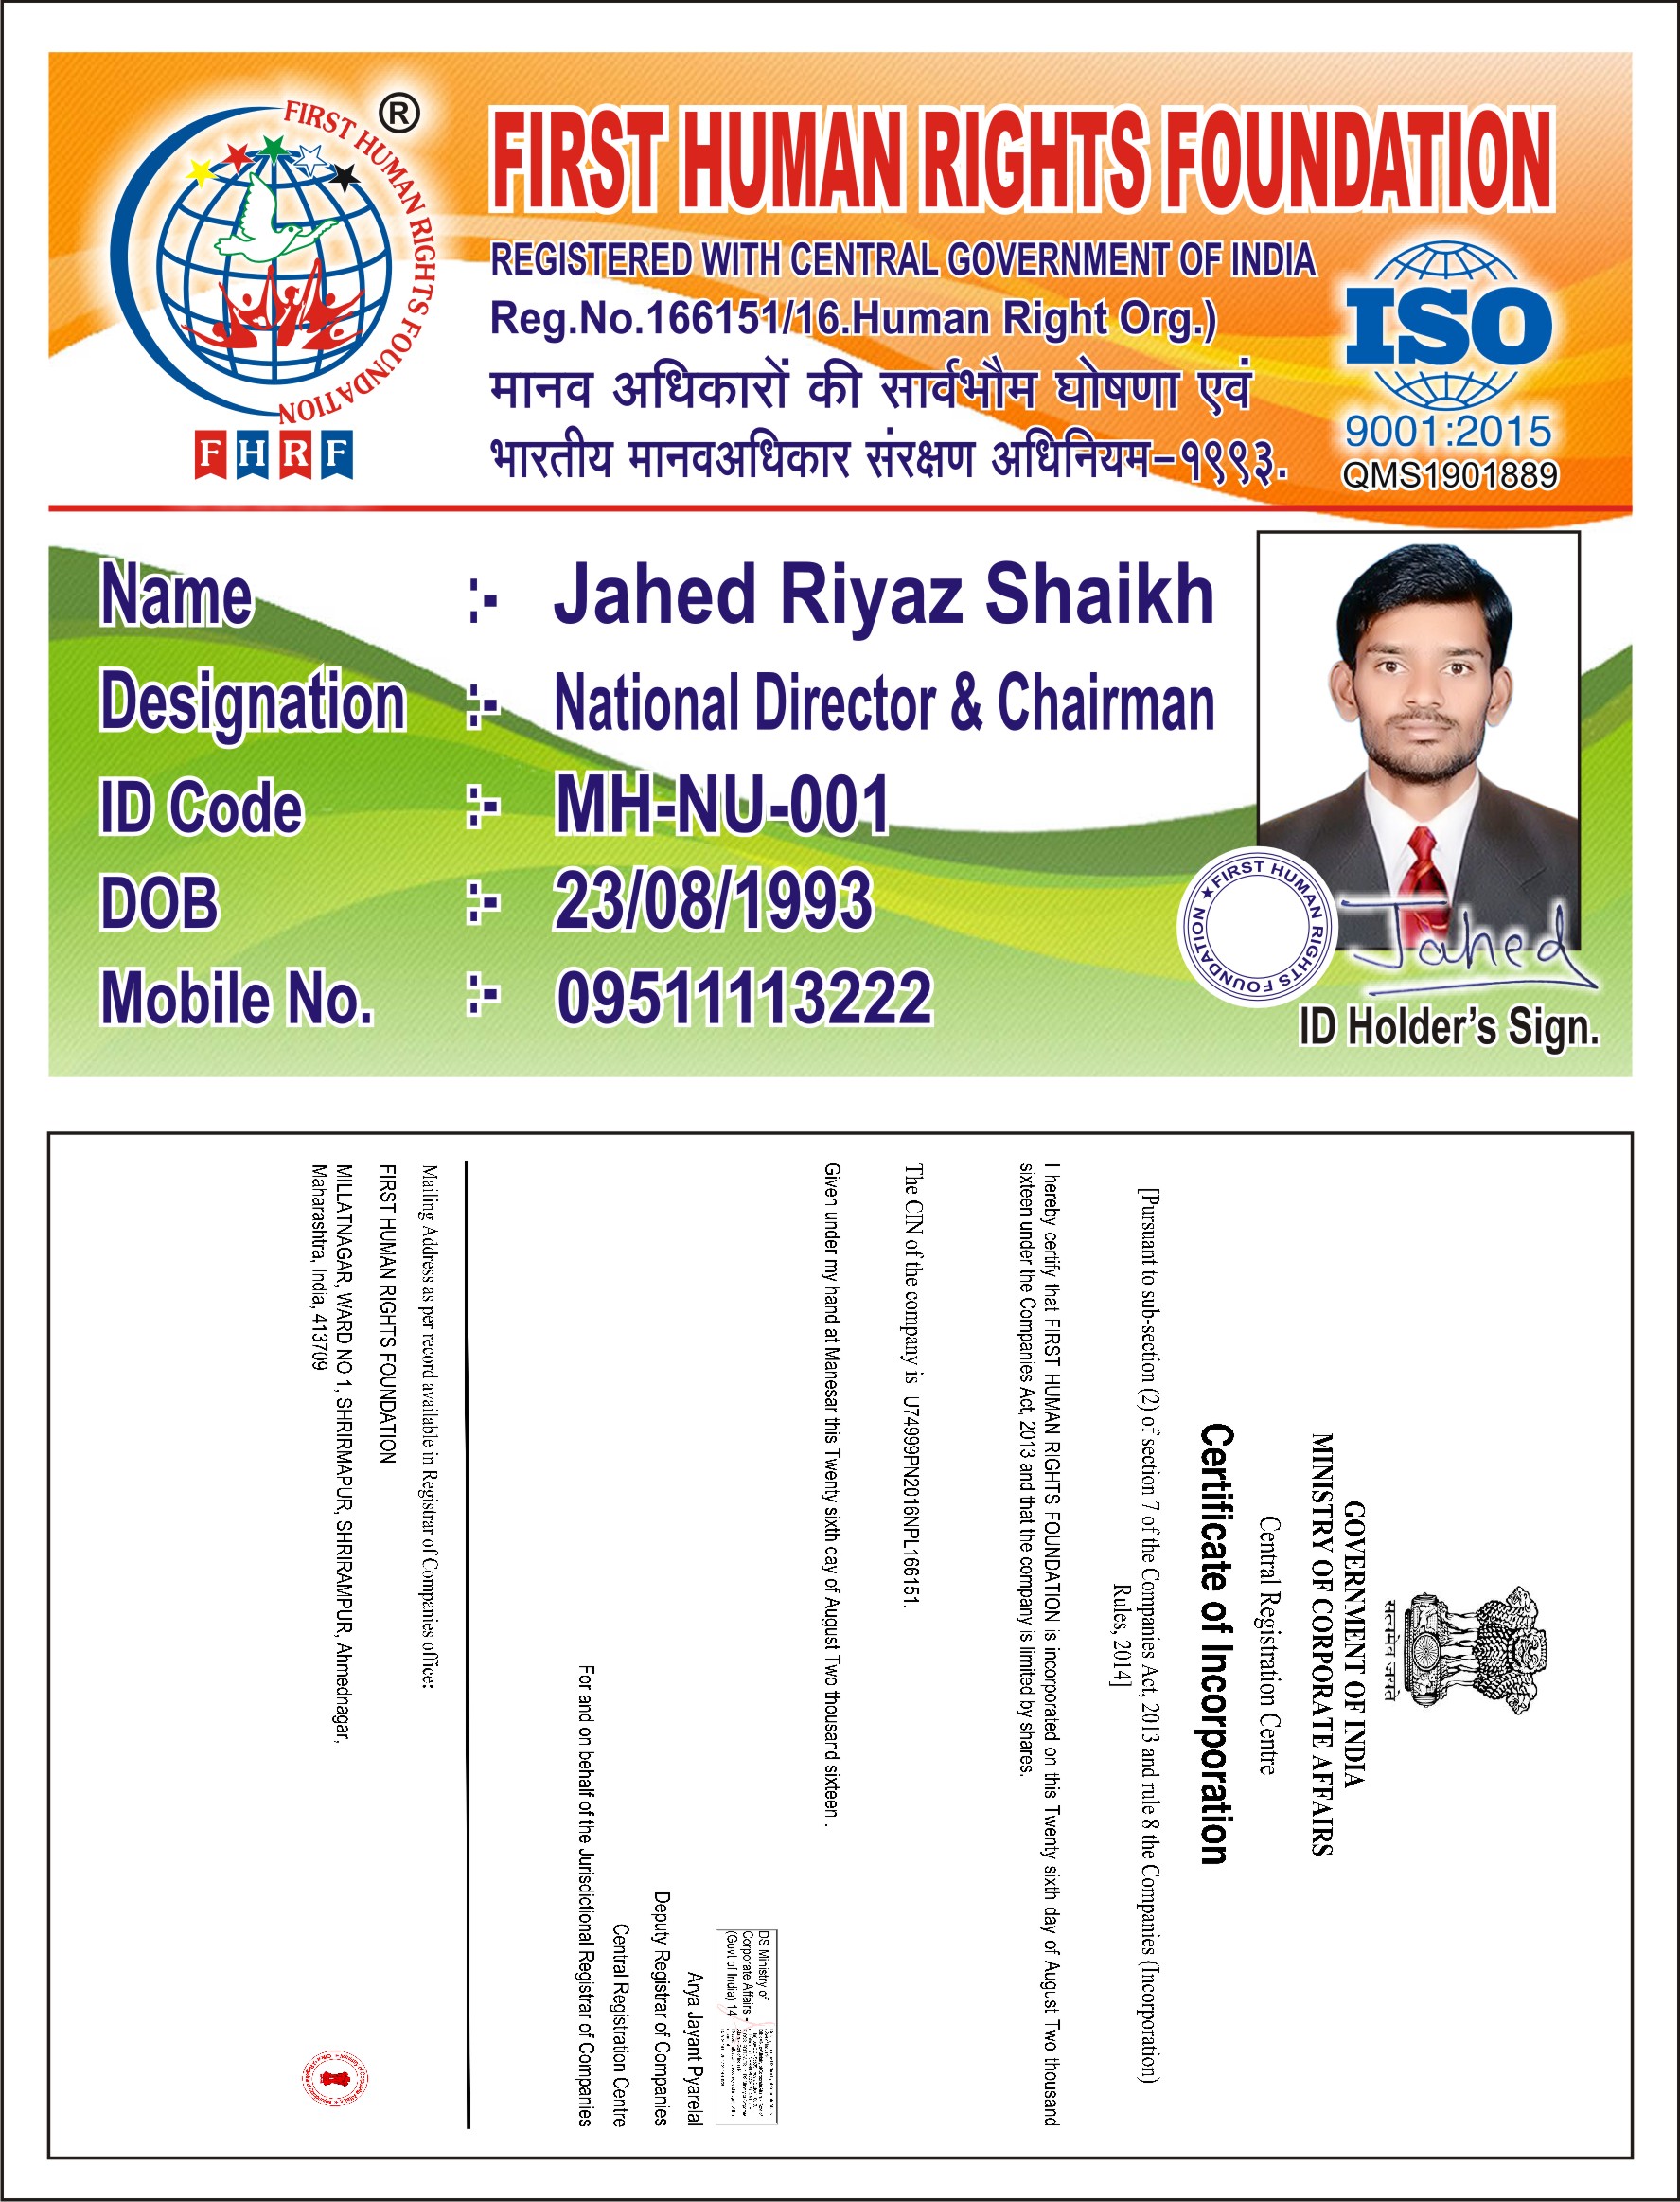 FIRST HUMAN RIGHTS FOUNDATION
®
FHRF
FIRST HUMAN RIGHTS FOUNDATION
REGISTERED WITH CENTRAL GOVERNMENT OF INDIA
Reg.No.166151/16.Human Right Org.)
मानव अधिकारों की सार्वभौम घोषणा एवं
भारतीय मानवअधिकार संरक्षण अधिनियम–१९९३.
ISO
9001:2015
QMS1901889
Name :- Jahed Riyaz Shaikh
Designation :- National Director & Chairman
ID Code :- MH-NU-001
DOB :- 23/08/1993
Mobile No. :- 09511113222
FIRST HUMAN RIGHTS FOUNDATION
Jahed
ID Holder's Sign.
सत्यमेव जयते
GOVERNMENT OF INDIA
MINISTRY OF CORPORATE AFFAIRS
Central Registration Centre
Certificate of Incorporation
[Pursuant to sub-section (2) of section 7 of the Companies Act, 2013 and rule 8 the Companies (Incorporation)
Rules, 2014]
I hereby certify that FIRST HUMAN RIGHTS FOUNDATION is incorporated on this Twenty sixth day of August Two thousand
sixteen under the Companies Act, 2013 and that the company is limited by shares.
The CIN of the company is U74999PN2016NPL166151.
Given under my hand at Manesar this Twenty sixth day of August Two thousand sixteen .
DS Ministry of
Corporate Affairs -
(Govt of India) 14
Arya Jayant Pyarelal
Deputy Registrar of Companies
Central Registration Centre
For and on behalf of the Jurisdictional Registrar of Companies
Mailing Address as per record available in Registrar of Companies office:
FIRST HUMAN RIGHTS FOUNDATION
MILLATNAGAR, WARD NO 1, SHRIRMAPUR, SHRIRAMPUR, Ahmednagar,
Maharashtra, India, 413709